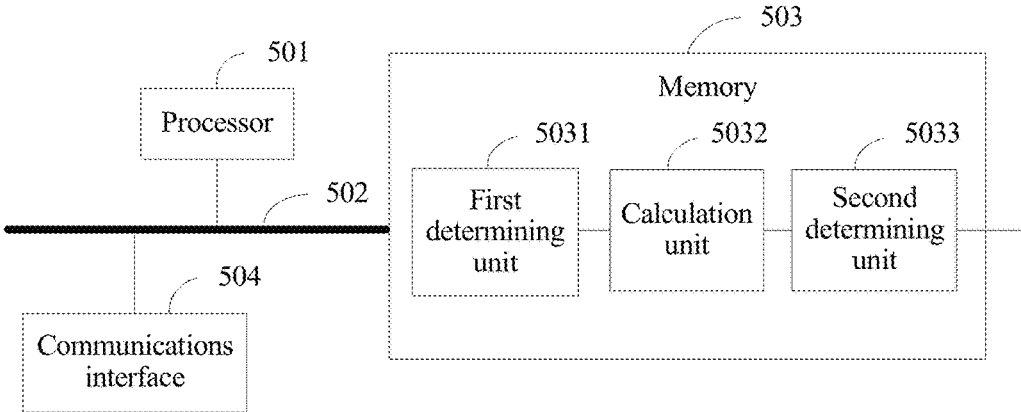 503
501
Memory
Processor
5031
5032
5033
First
determining
unit
Calculation
unit
Second
determining
unit
502
504
Communications
interface